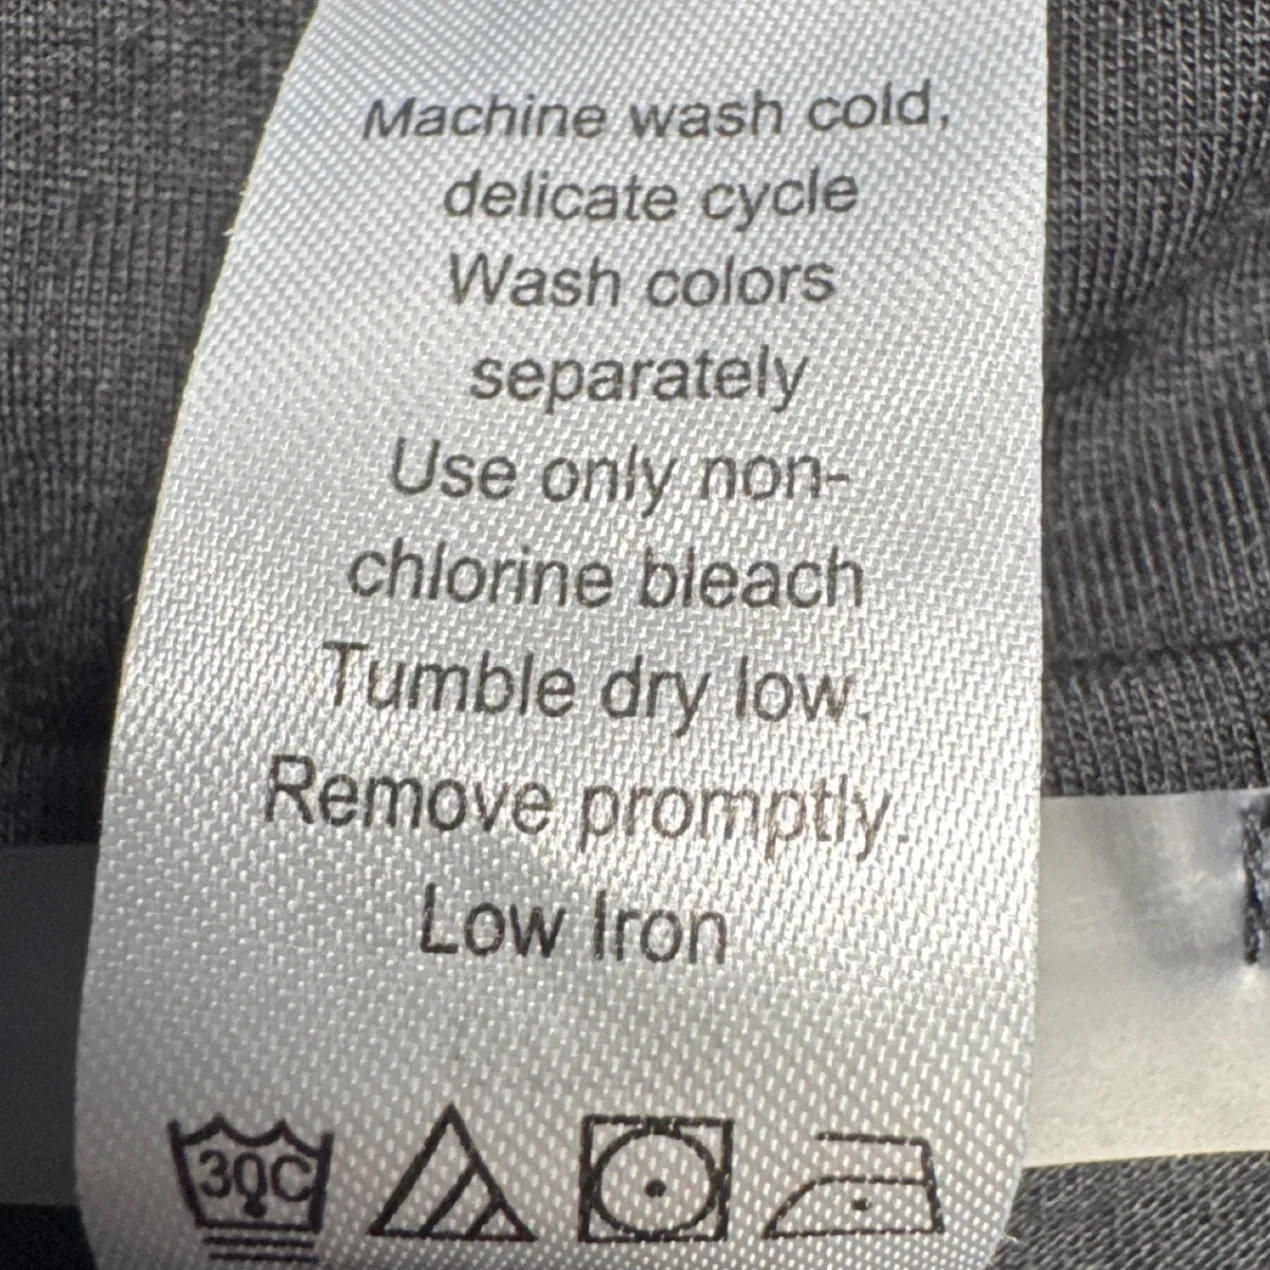 Machine wash cold,
delicate cycle
Wash colors
separately
Use only non-
chlorine bleach
Tumble dry low.
Remove promptly.
Low Iron
30C